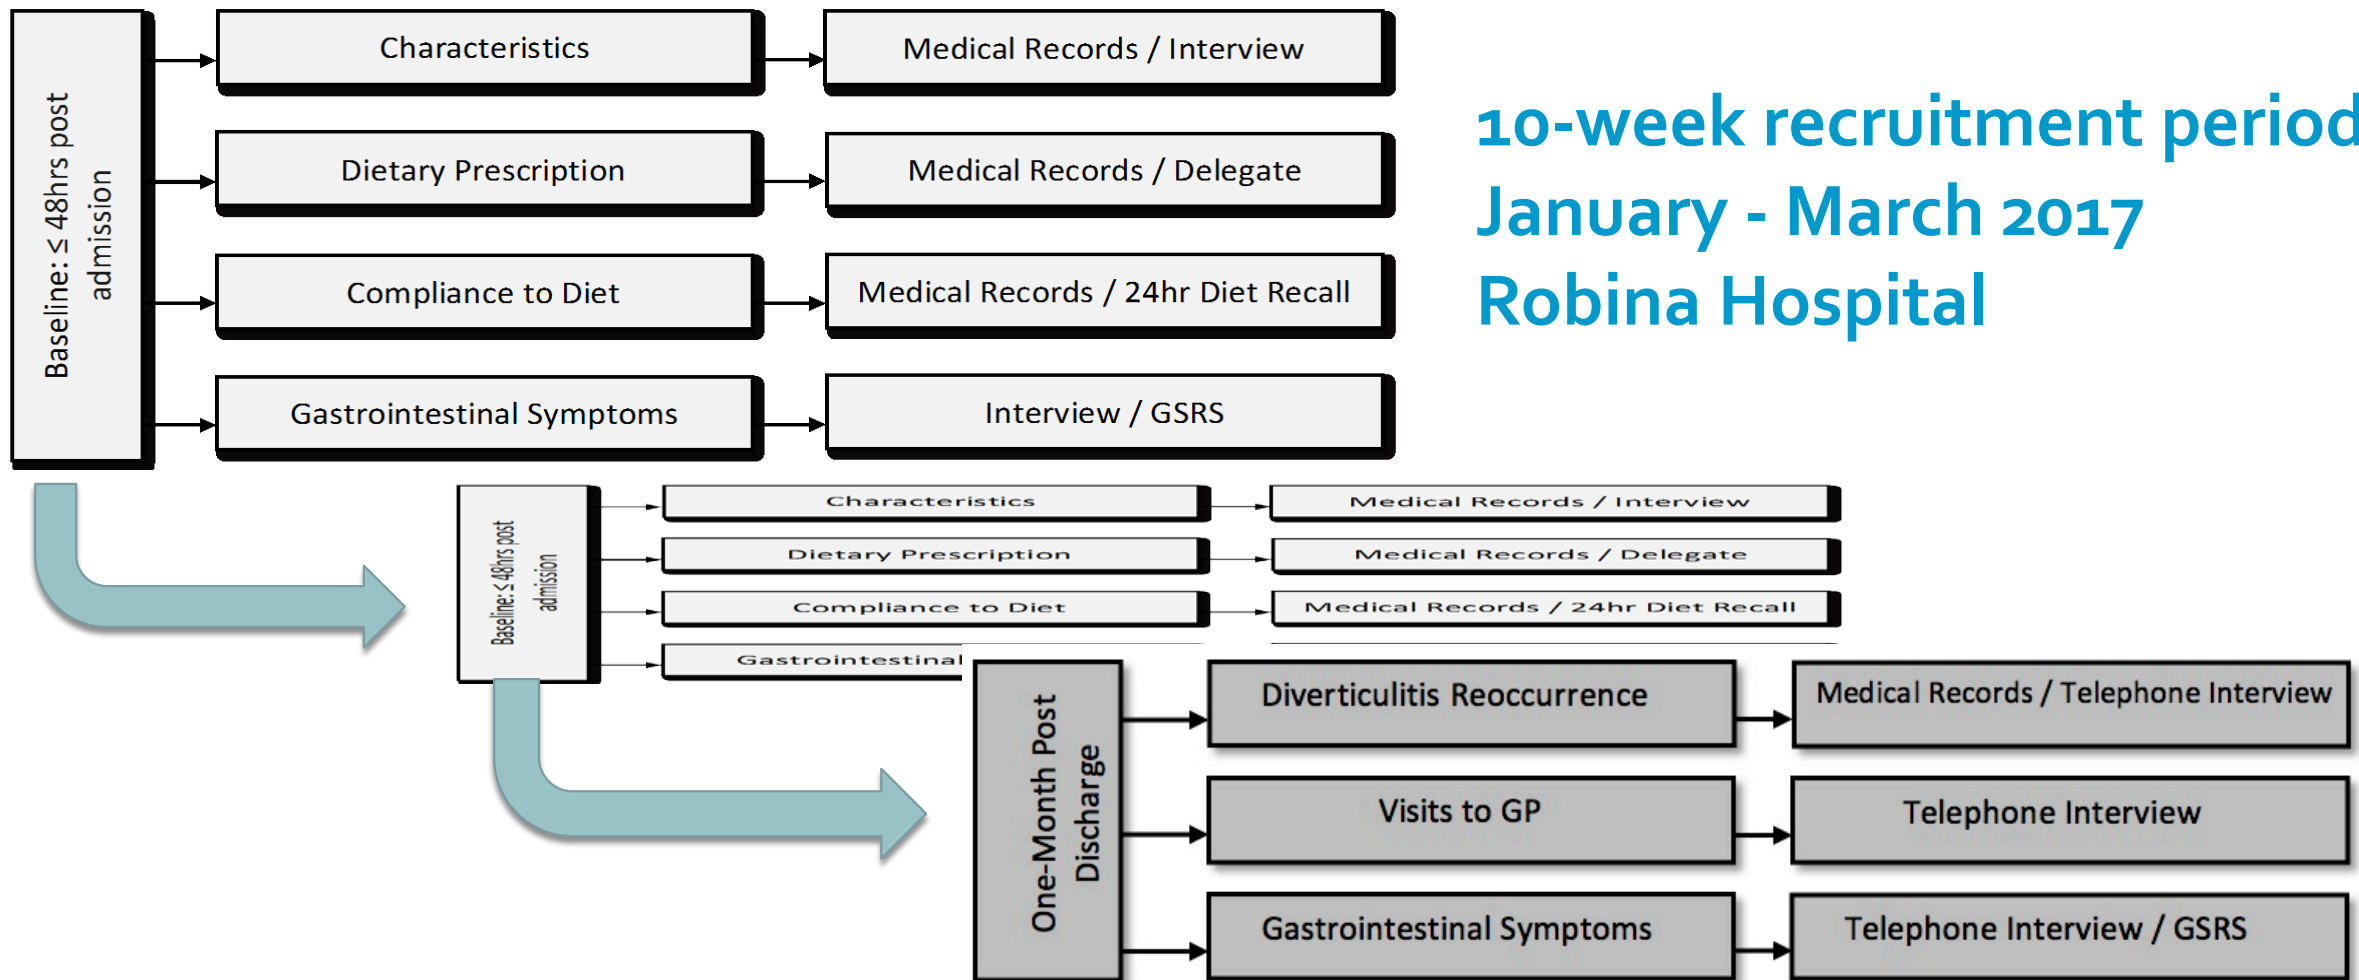 Baseline: ≤ 48hrs post
admission
Characteristics
Medical Records / Interview
Dietary Prescription
Medical Records / Delegate
Compliance to Diet
Medical Records / 24hr Diet Recall
Gastrointestinal Symptoms
Interview / GSRS
10-week recruitment period
January - March 2017
Robina Hospital
Baseline: ≤ 48hrs post
admission
Characteristics
Medical Records / Interview
Dietary Prescription
Medical Records / Delegate
Compliance to Diet
Medical Records / 24hr Diet Recall
Gastrointestinal
One-Month Post
Discharge
Diverticulitis Reoccurrence
Medical Records / Telephone Interview
Visits to GP
Telephone Interview
Gastrointestinal Symptoms
Telephone Interview / GSRS